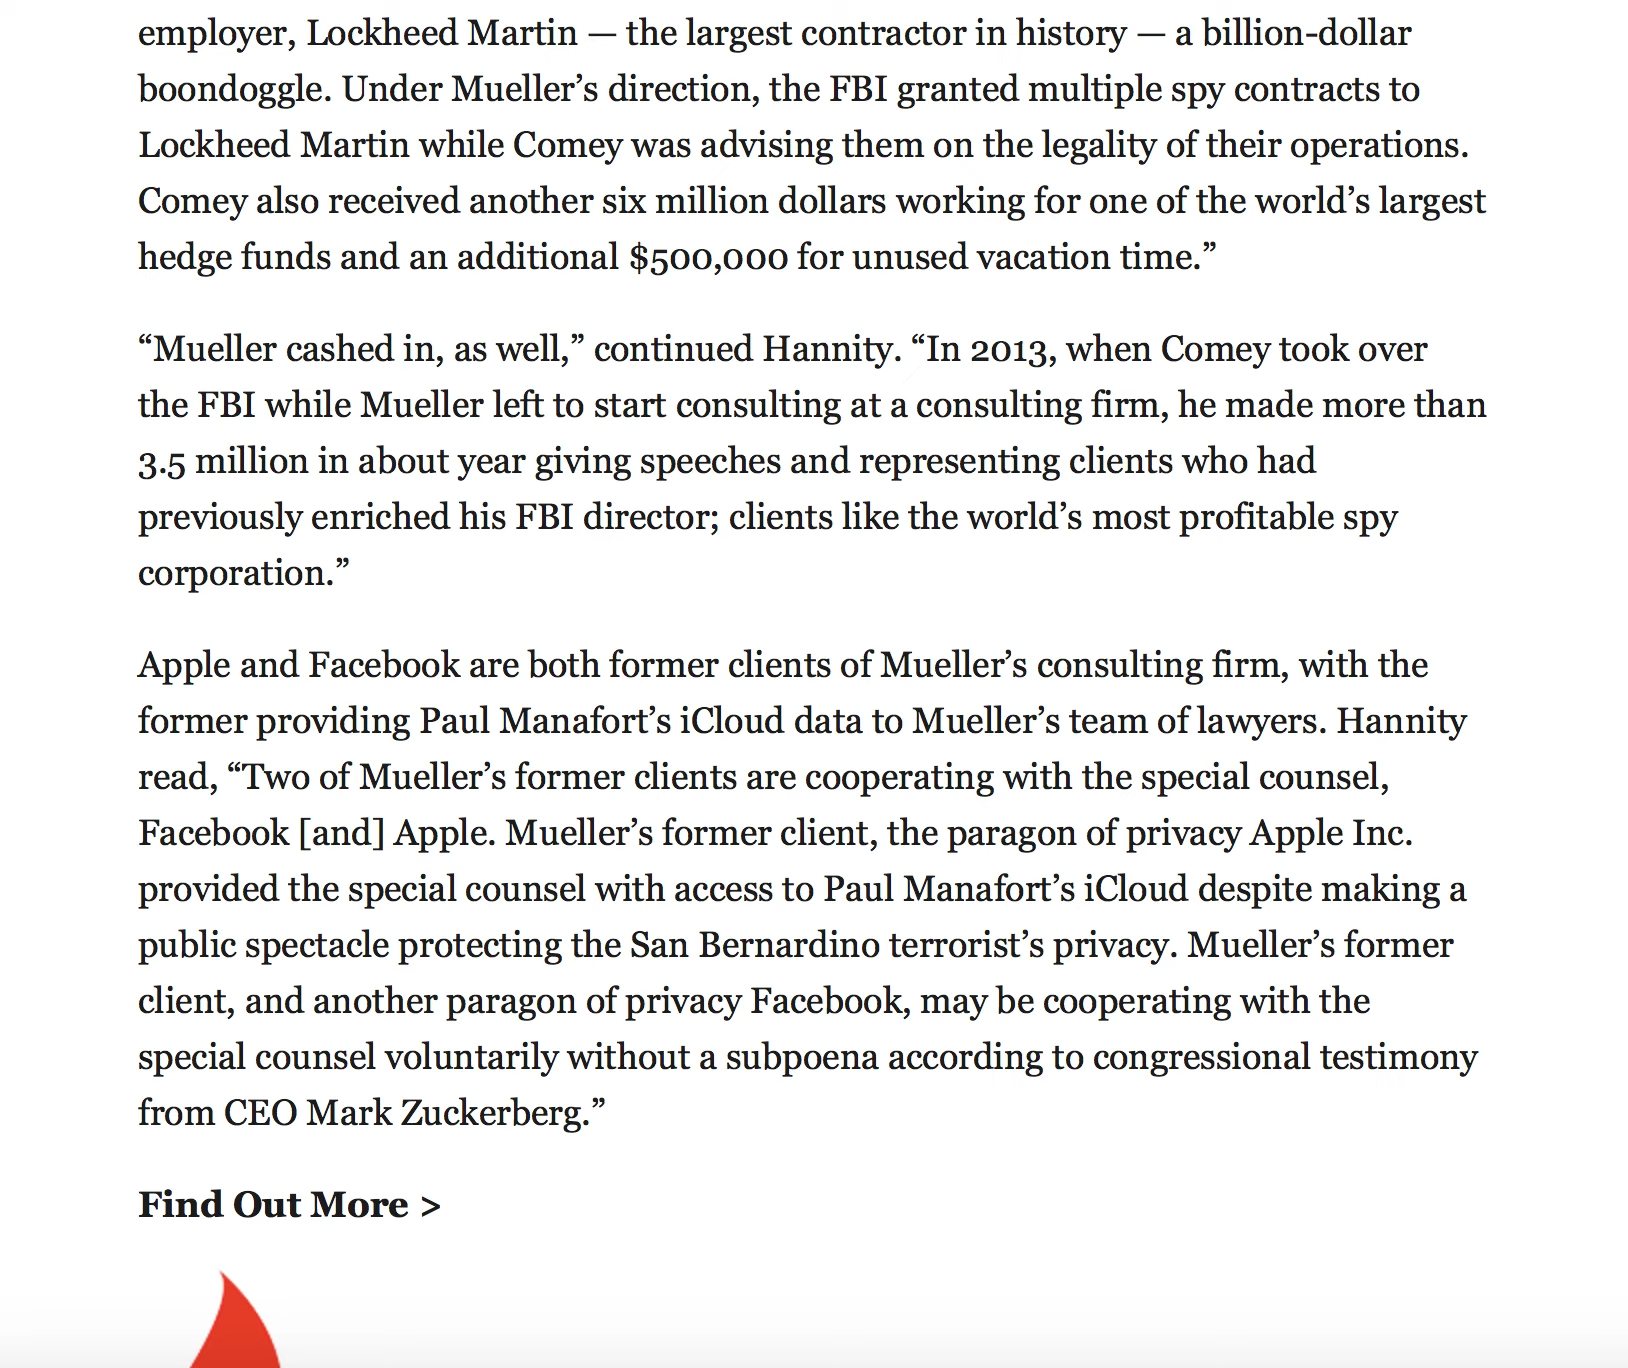 employer, Lockheed Martin — the largest contractor in history — a billion-dollar
boondoggle. Under Mueller’s direction, the FBI granted multiple spy contracts to
Lockheed Martin while Comey was advising them on the legality of their operations.
Comey also received another six million dollars working for one of the world’s largest
hedge funds and an additional $500,000 for unused vacation time.”
“Mueller cashed in, as well,” continued Hannity. “In 2013, when Comey took over
the FBI while Mueller left to start consulting at a consulting firm, he made more than
3.5 million in about year giving speeches and representing clients who had
previously enriched his FBI director; clients like the world’s most profitable spy
corporation.”
Apple and Facebook are both former clients of Mueller’s consulting firm, with the
former providing Paul Manafort’s iCloud data to Mueller’s team of lawyers. Hannity
read, “Two of Mueller’s former clients are cooperating with the special counsel,
Facebook [and] Apple. Mueller’s former client, the paragon of privacy Apple Inc.
provided the special counsel with access to Paul Manafort’s iCloud despite making a
public spectacle protecting the San Bernardino terrorist’s privacy. Mueller’s former
client, and another paragon of privacy Facebook, may be cooperating with the
special counsel voluntarily without a subpoena according to congressional testimony
from CEO Mark Zuckerberg.”
Find Out More >